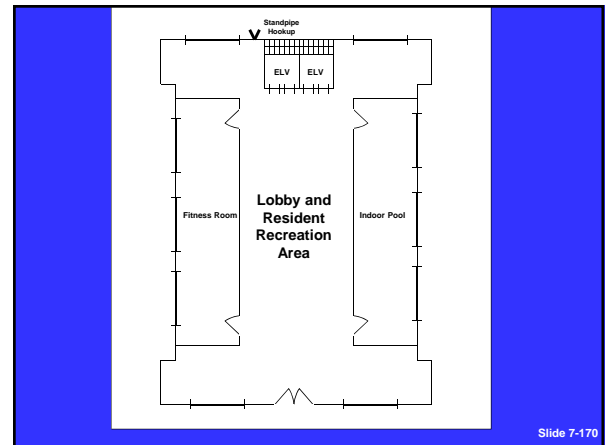 Standpipe
Hookup
ELV ELV
Lobby and
Resident
Recreation
Area
Fitness Room
Indoor Pool
Slide 7-170